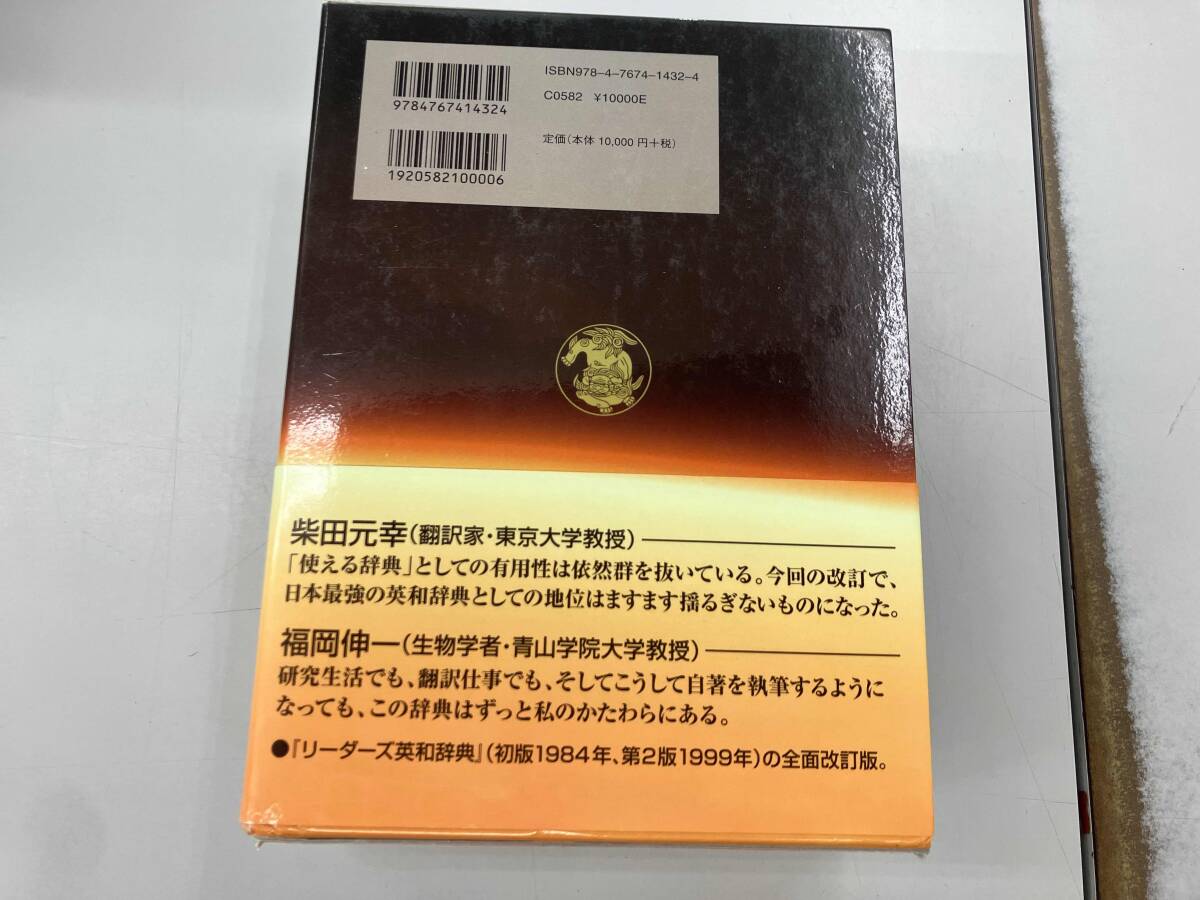 ISBN978-4-7674-1432-4
C0582 ¥10000E
9784767414324
定価(本体 10,000 円+税)
1920582100006
柴田元幸(翻訳家・東京大学教授)
「使える辞典」としての有用性は依然群を抜いている。今回の改訂で、
日本最強の英和辞典としての地位はますます揺るぎないものになった。
福岡伸一(生物学者・青山学院大学教授)
研究生活でも、翻訳仕事でも、そしてこうして自著を執筆するように
なっても、この辞典はずっと私のかたわらにある。
●『リーダーズ英和辞典』(初版1984年、第2版1999年)の全面改訂版。